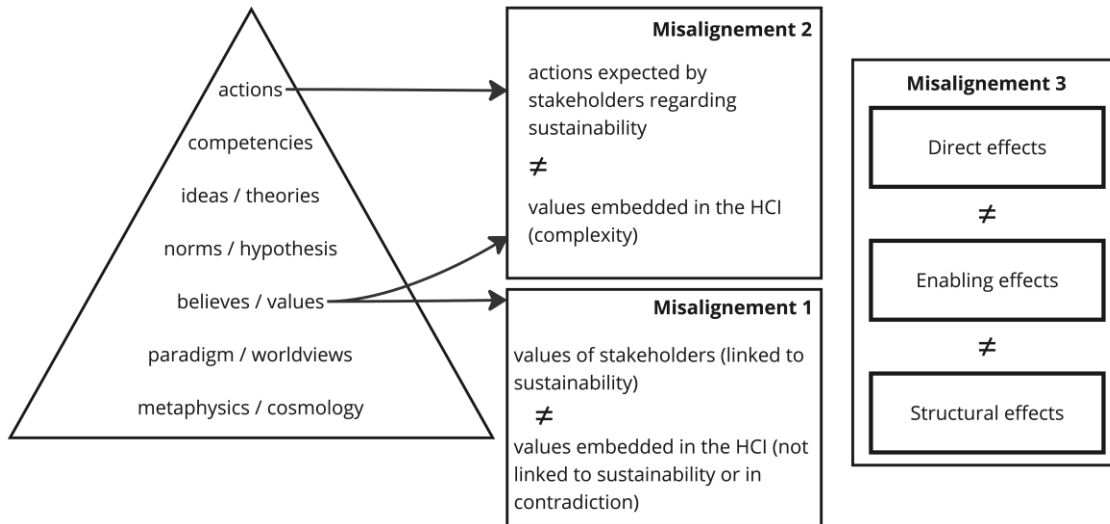 actions
competencies
ideas / theories
norms / hypothesis
believes / values
paradigm / worldviews
metaphysics / cosmology
Misalignement 2
actions expected by
stakeholders regarding
sustainability
≠
values embedded in the HCI
(complexity)
Misalignement 1
values of stakeholders (linked to
sustainability)
≠
values embedded in the HCI (not
linked to sustainability or in
contradiction)
Misalignement 3
Direct effects
≠
Enabling effects
≠
Structural effects